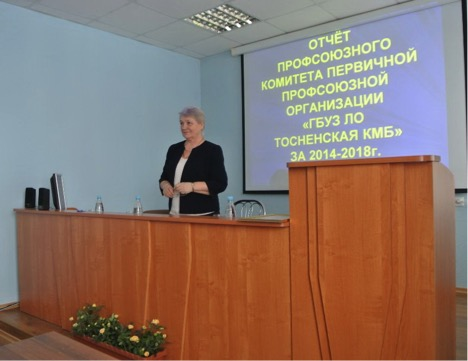 ОТЧЁТ
ПРОФСОЮЗНОГО
КОМИТЕТА ПЕРВИЧНОЙ
ПРОФСОЮЗНОЙ
ОРГАНИЗАЦИИ
«ГБУЗ ЛО
ТОСНЕНСКАЯ КМБ»
ЗА 2014-2018г.